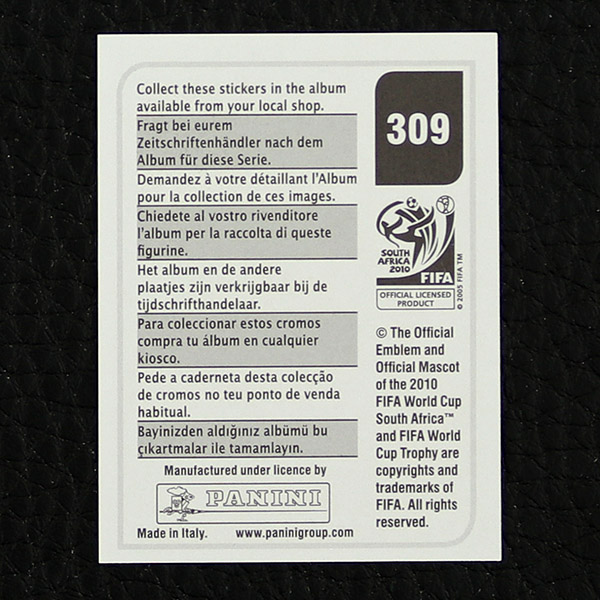 Collect these stickers in the album
available from your local shop.
Fragt bei eurem
Zeitschriftenhändler nach dem
Album für diese Serie.
Demandez à votre détaillant l'Album
pour la collection de ces images.
Chiedete al vostro rivenditore
l'album per la raccolta di queste
figurine.
Het album en de andere
plaatjes zijn verkrijgbaar bij de
tijdschrifthandelaar.
Para coleccionar estos cromos
compra tu álbum en cualquier
kiosco.
Pede a caderneta desta colecção
de cromos no teu ponto de venda
habitual.
Bayinizden aldığınız albümü bu
çıkartmalar ile tamamlayın.
Manufactured under licence by
PANINI
Made in Italy. www.paninigroup.com
309
SOUTH
AFRICA
2010
FIFA
OFFICIAL LICENSED
PRODUCT
© 2005 FIFA TM
© The Official
Emblem and
Official Mascot
of the 2010
FIFA World Cup
South Africa™
and FIFA World
Cup Trophy are
copyrights and
trademarks of
FIFA. All rights
reserved.